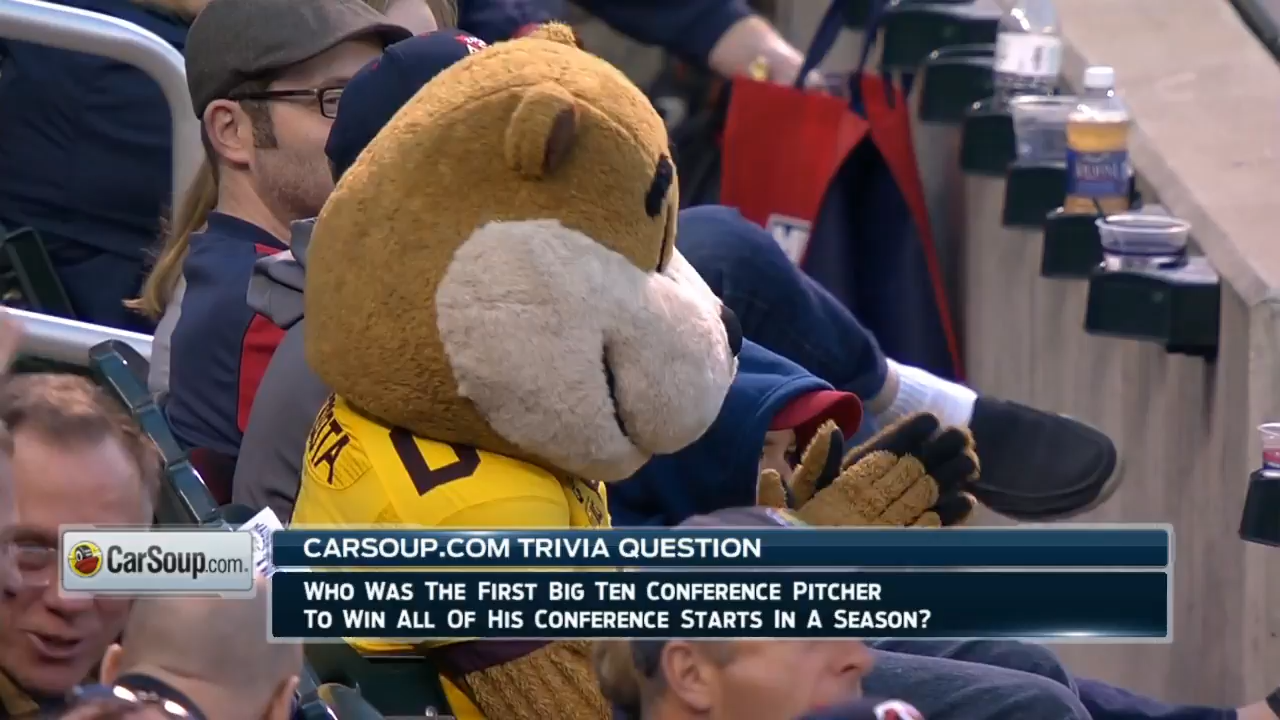 CarSoup.com.
CARSOUP.COM TRIVIA QUESTION
WHO WAS THE FIRST BIG TEN CONFERENCE PITCHER
TO WIN ALL OF HIS CONFERENCE STARTS IN A SEASON?